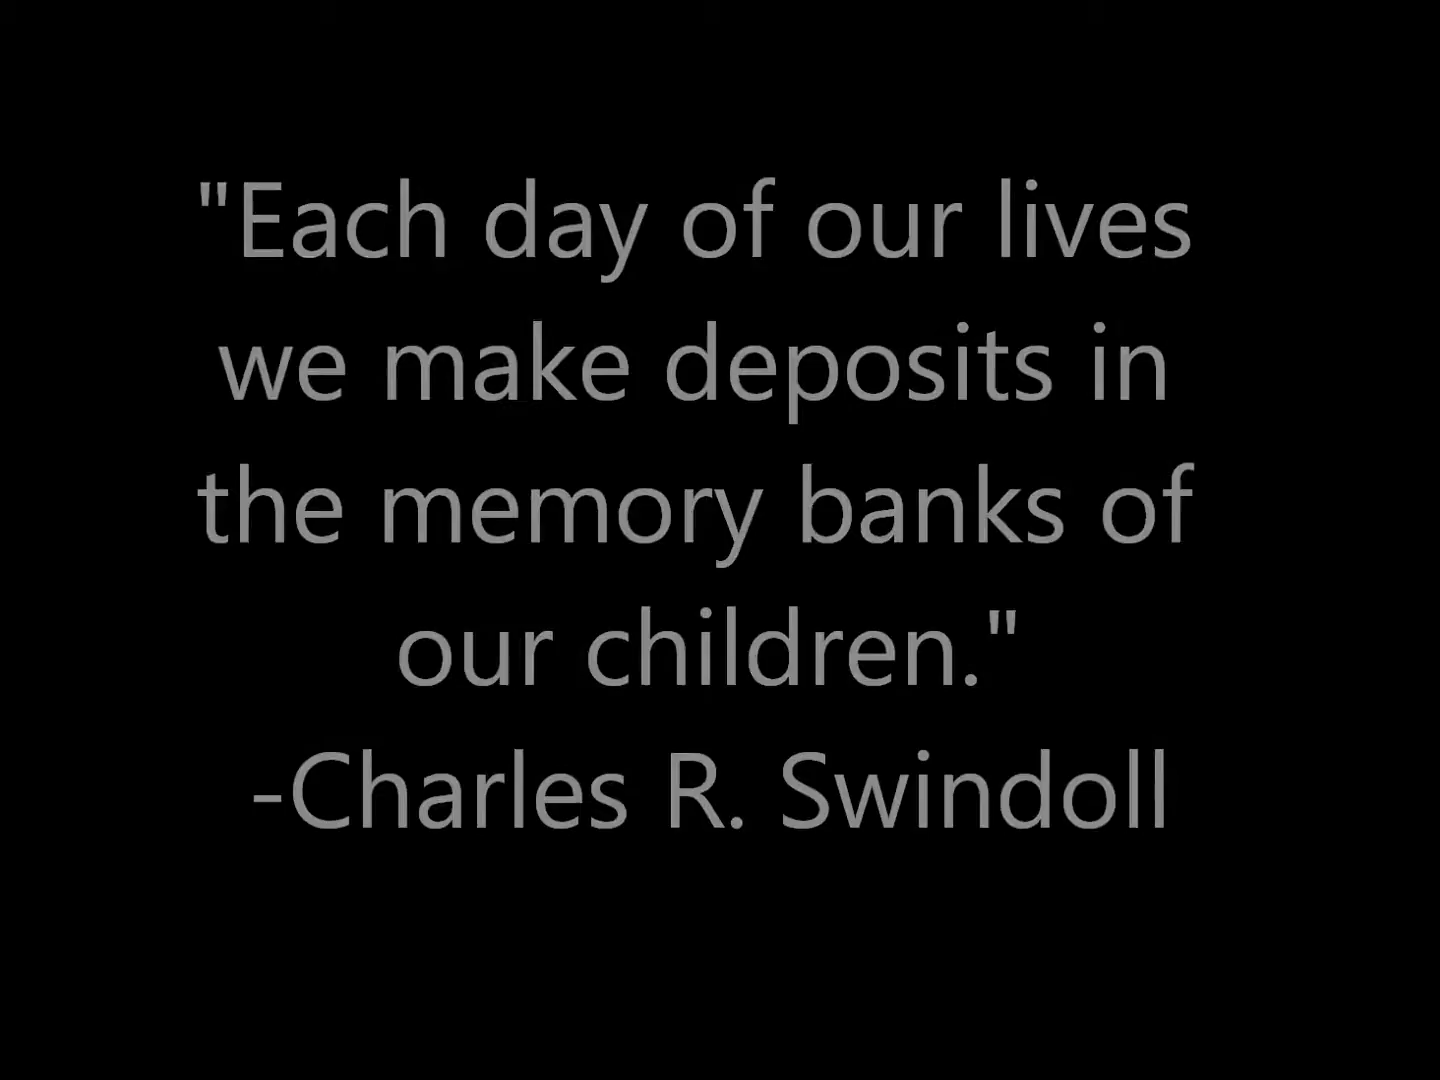 "Each day of our lives
we make deposits in
the memory banks of
our children."
-Charles R. Swindoll